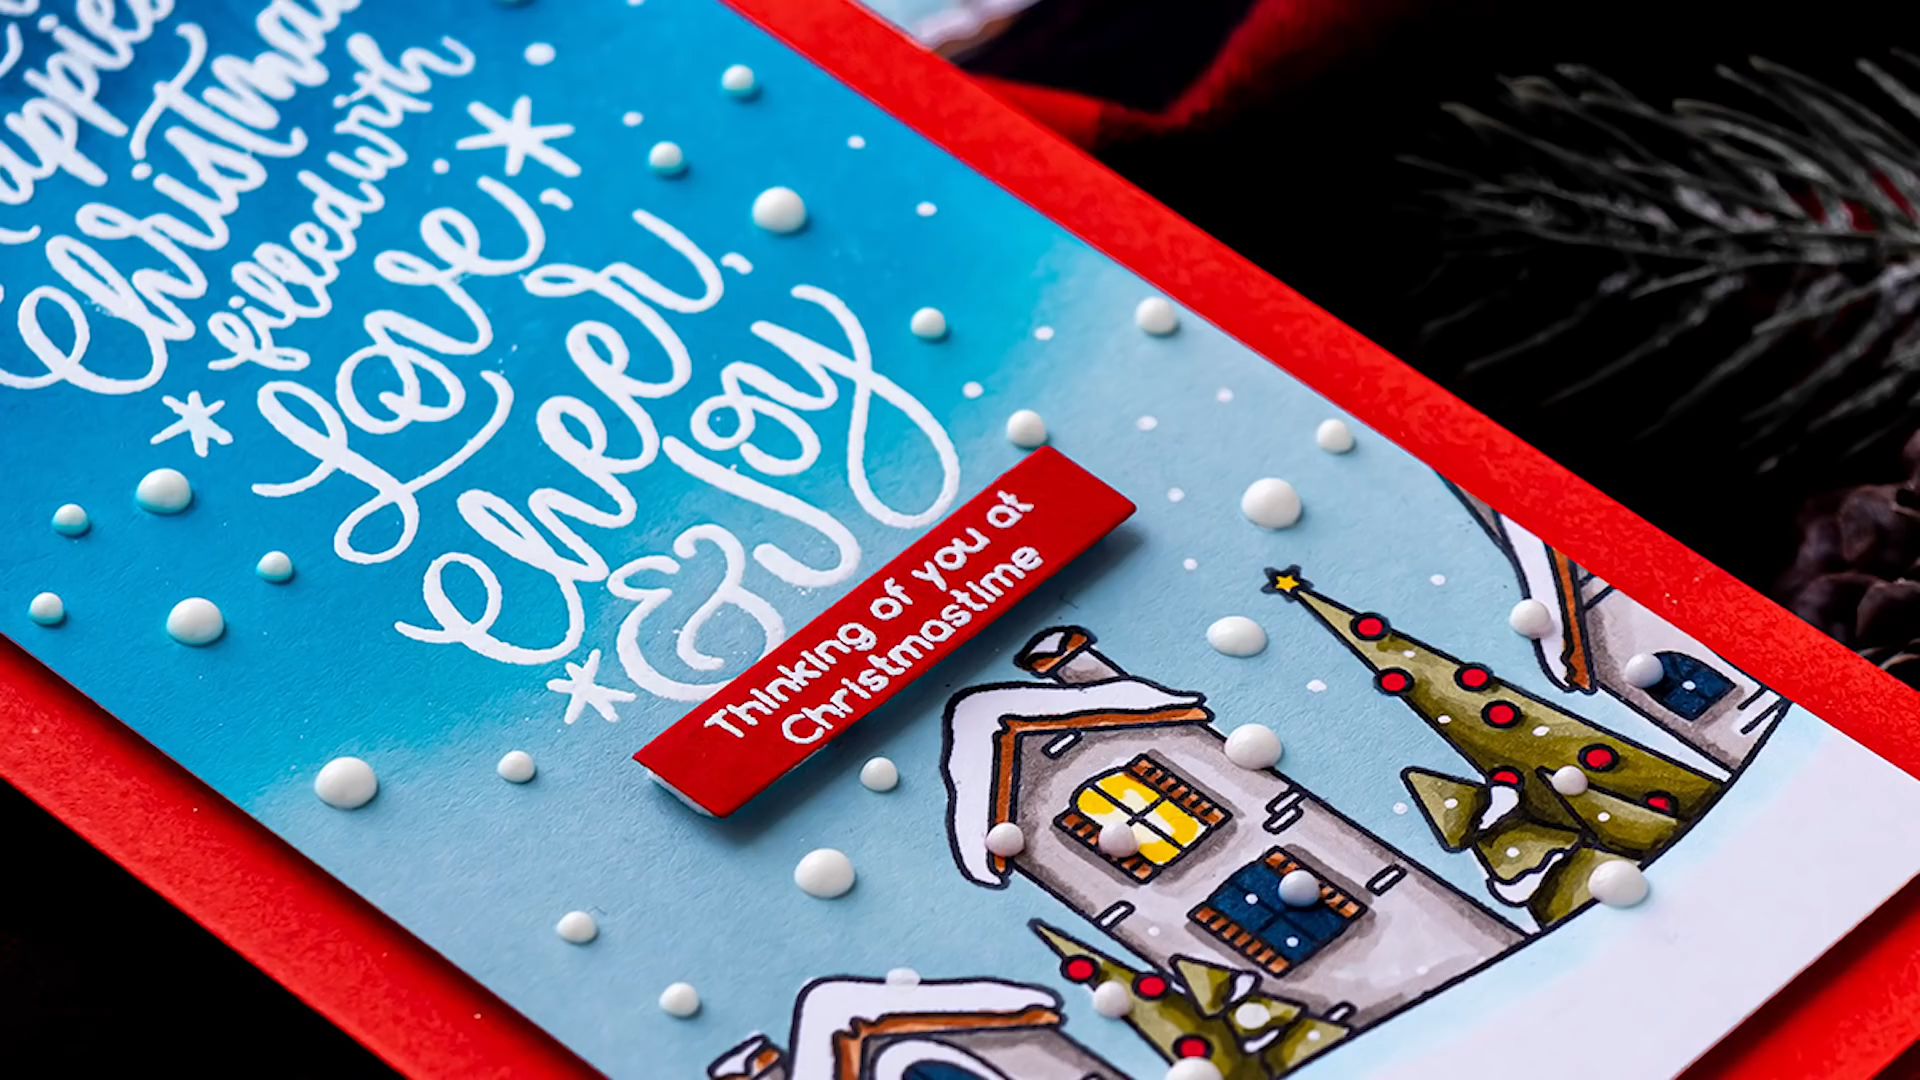 Christmas
filled with
Love,
Cheer,
& Joy
Thinking of you at
Christmastime